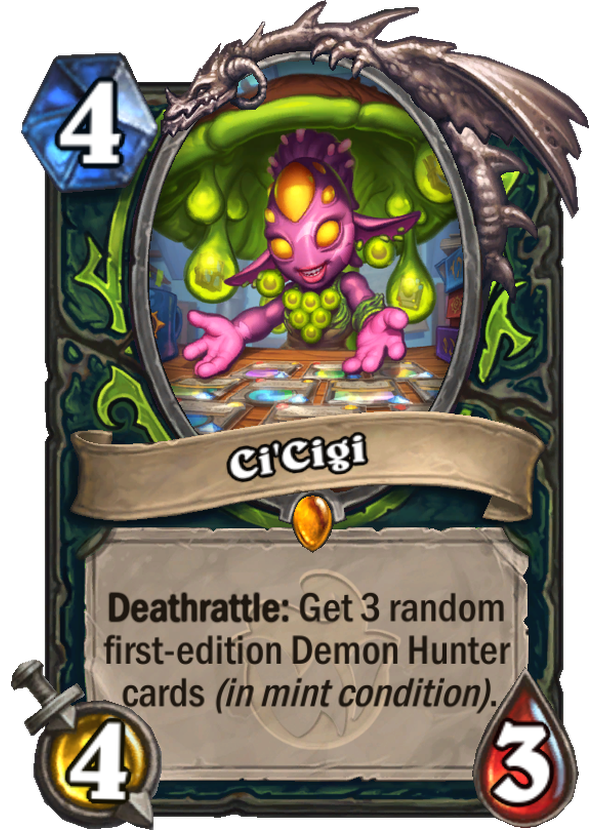 4
Ci'Cigi
Deathrattle: Get 3 random
first-edition Demon Hunter
cards (in mint condition).
4
3